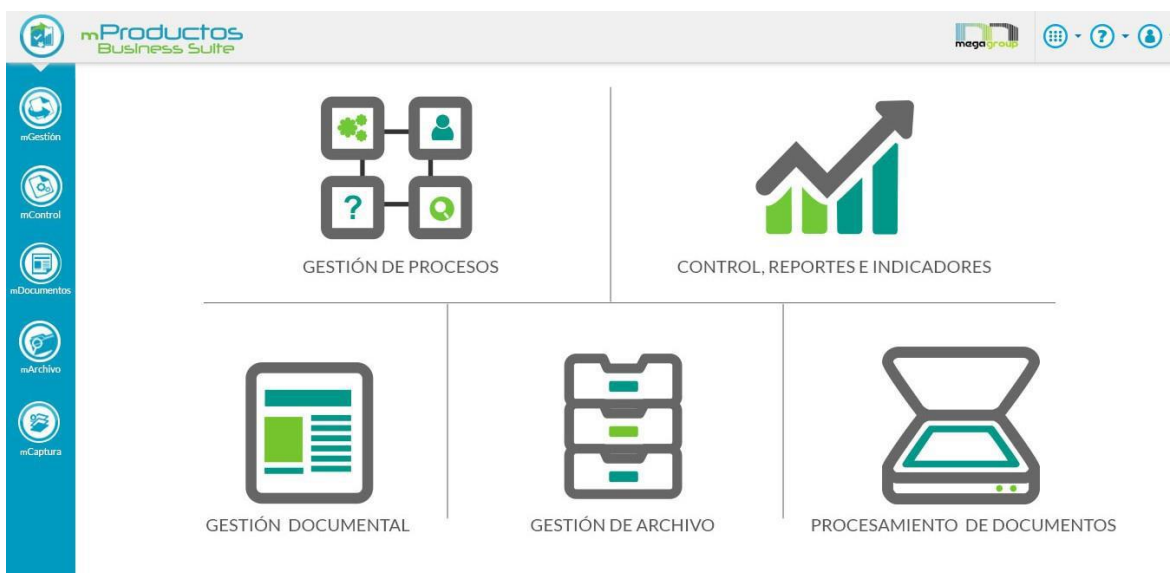 mProductos
Business Suite
megagroup
?
mGestión
mControl
mDocumentos
mArchivo
mCaptura
?
GESTIÓN DE PROCESOS
CONTROL, REPORTES E INDICADORES
GESTIÓN DOCUMENTAL
GESTIÓN DE ARCHIVO
PROCESAMIENTO DE DOCUMENTOS